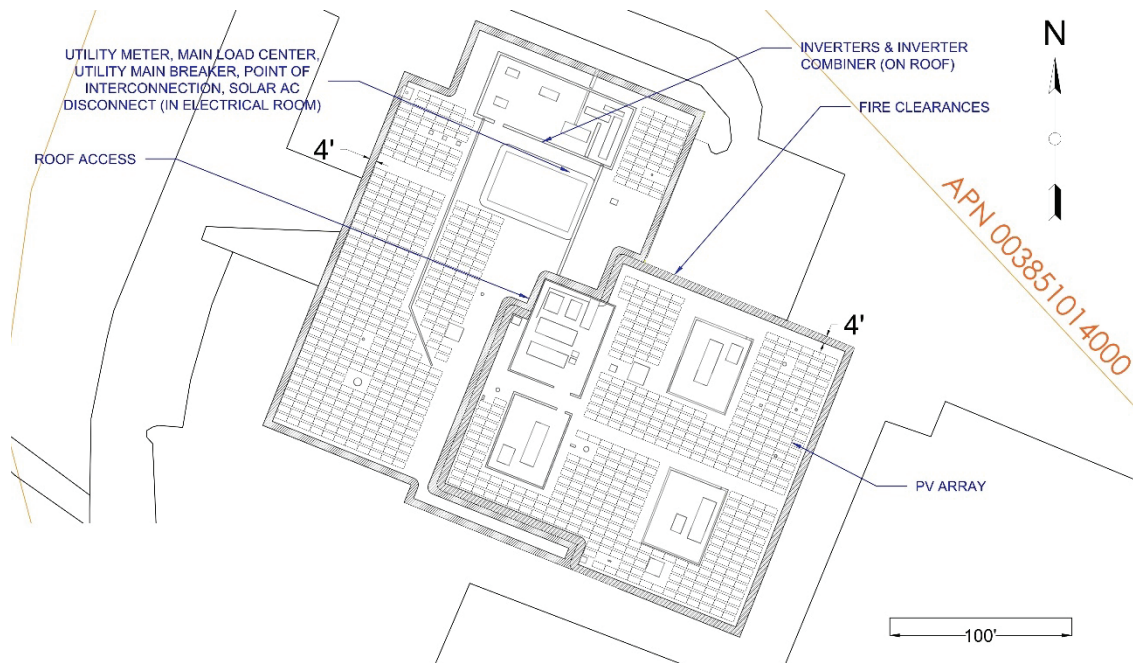 UTILITY METER, MAIN LOAD CENTER,
UTILITY MAIN BREAKER, POINT OF
INTERCONNECTION, SOLAR AC
DISCONNECT (IN ELECTRICAL ROOM)
INVERTERS & INVERTER
COMBINER (ON ROOF)
N
FIRE CLEARANCES
4'
ROOF ACCESS
APN 003851014000
4'
PV ARRAY
100'